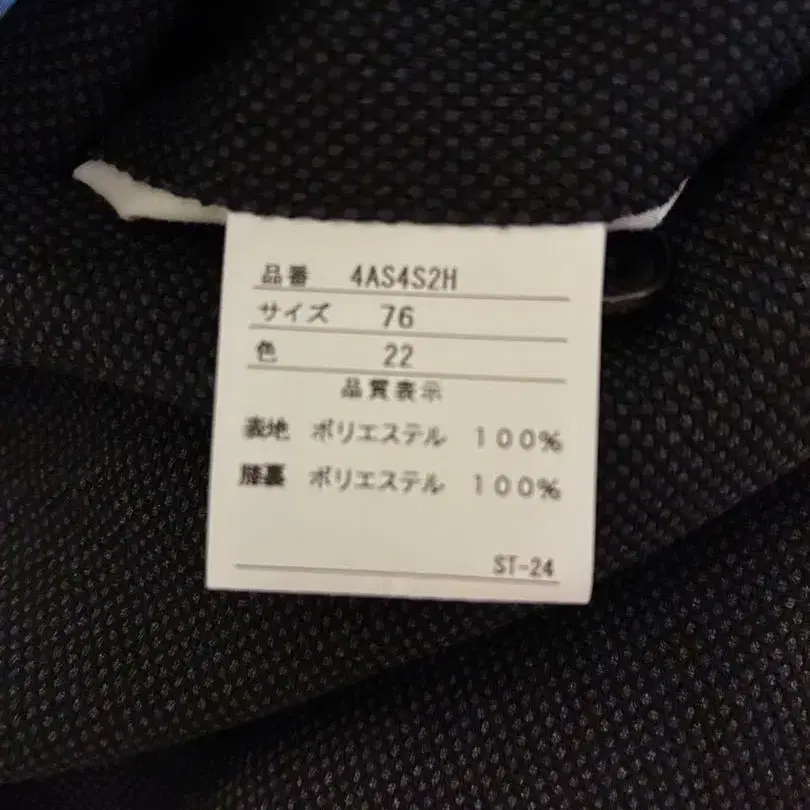 品番 4AS4S2H
サイズ 76
色 22
品質表示
表地 ポリエステル 100%
膝裏 ポリエステル 100%
ST-24